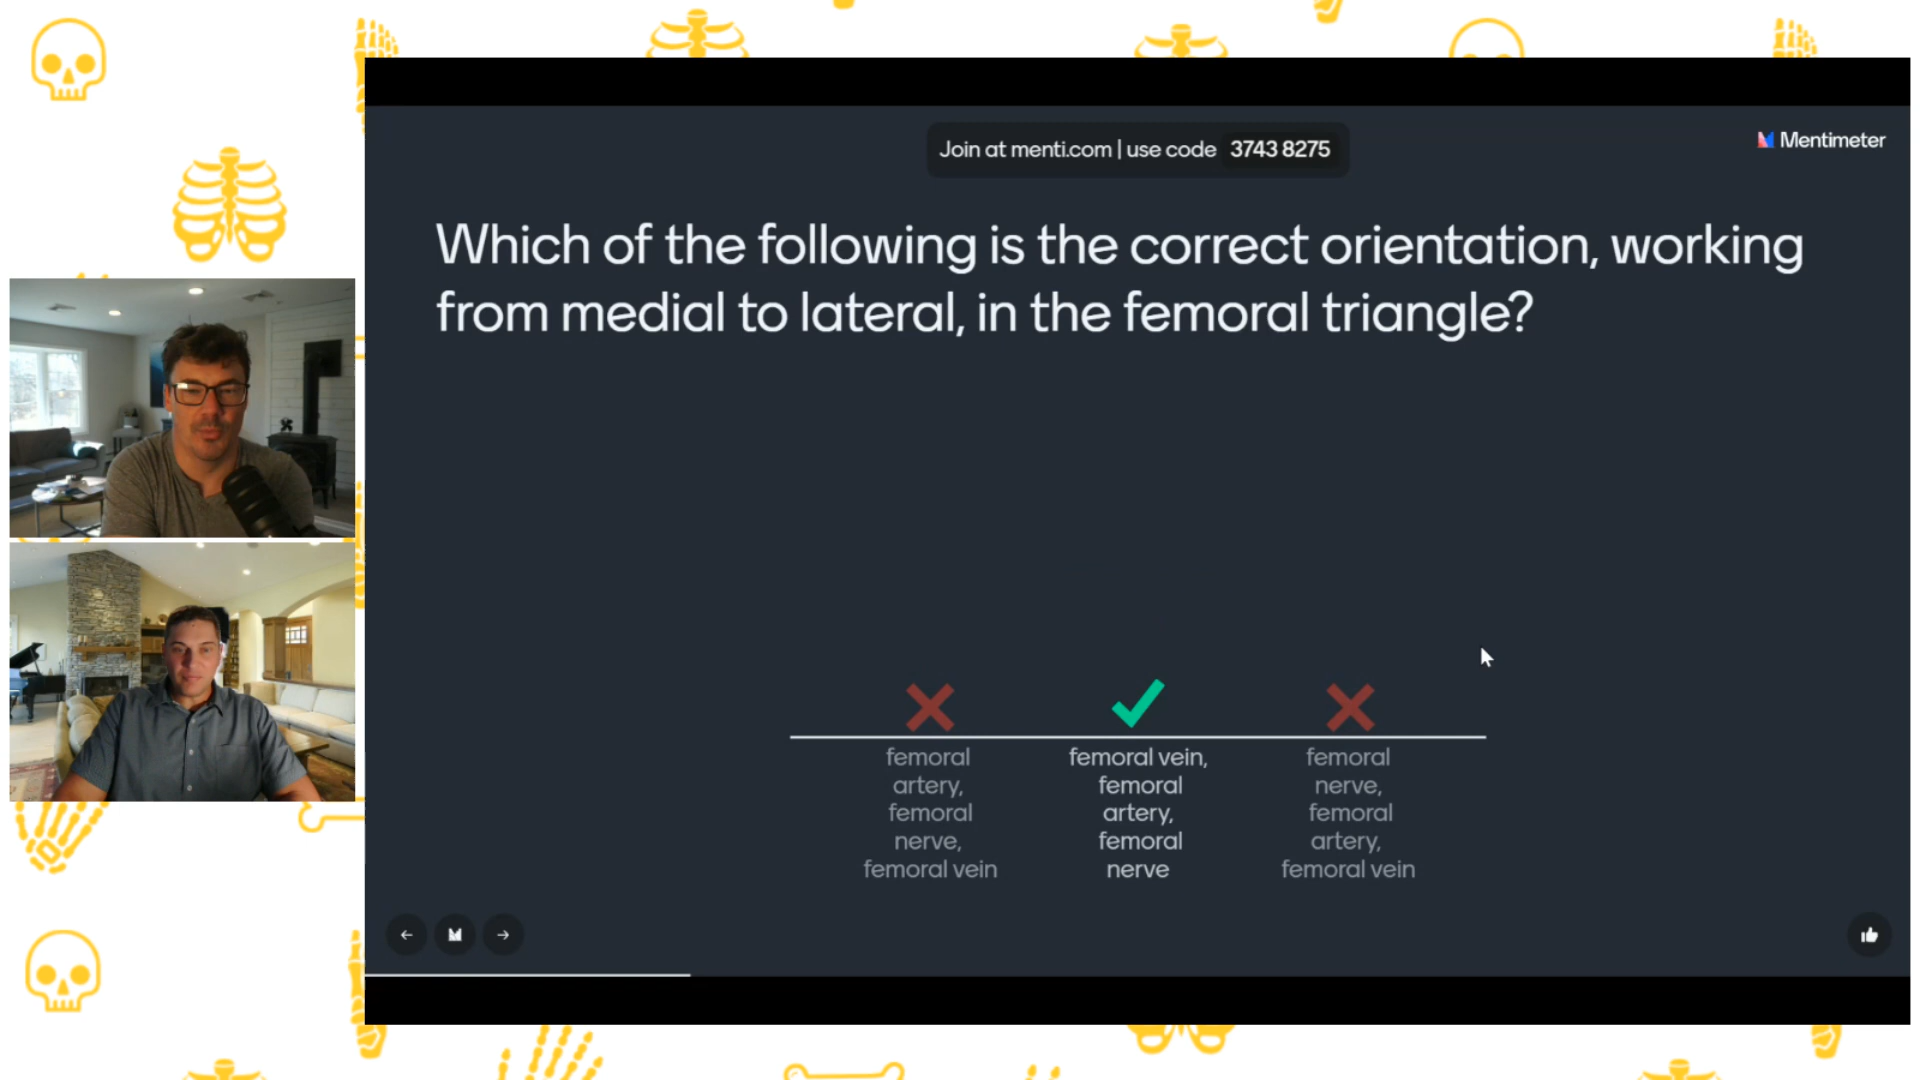 Join at menti.com | use code 3743 8275
Mentimeter
Which of the following is the correct orientation, working
from medial to lateral, in the femoral triangle?
femoral
artery,
femoral
nerve,
femoral vein
femoral vein,
femoral
artery,
femoral
nerve
femoral
nerve,
femoral
artery,
femoral vein